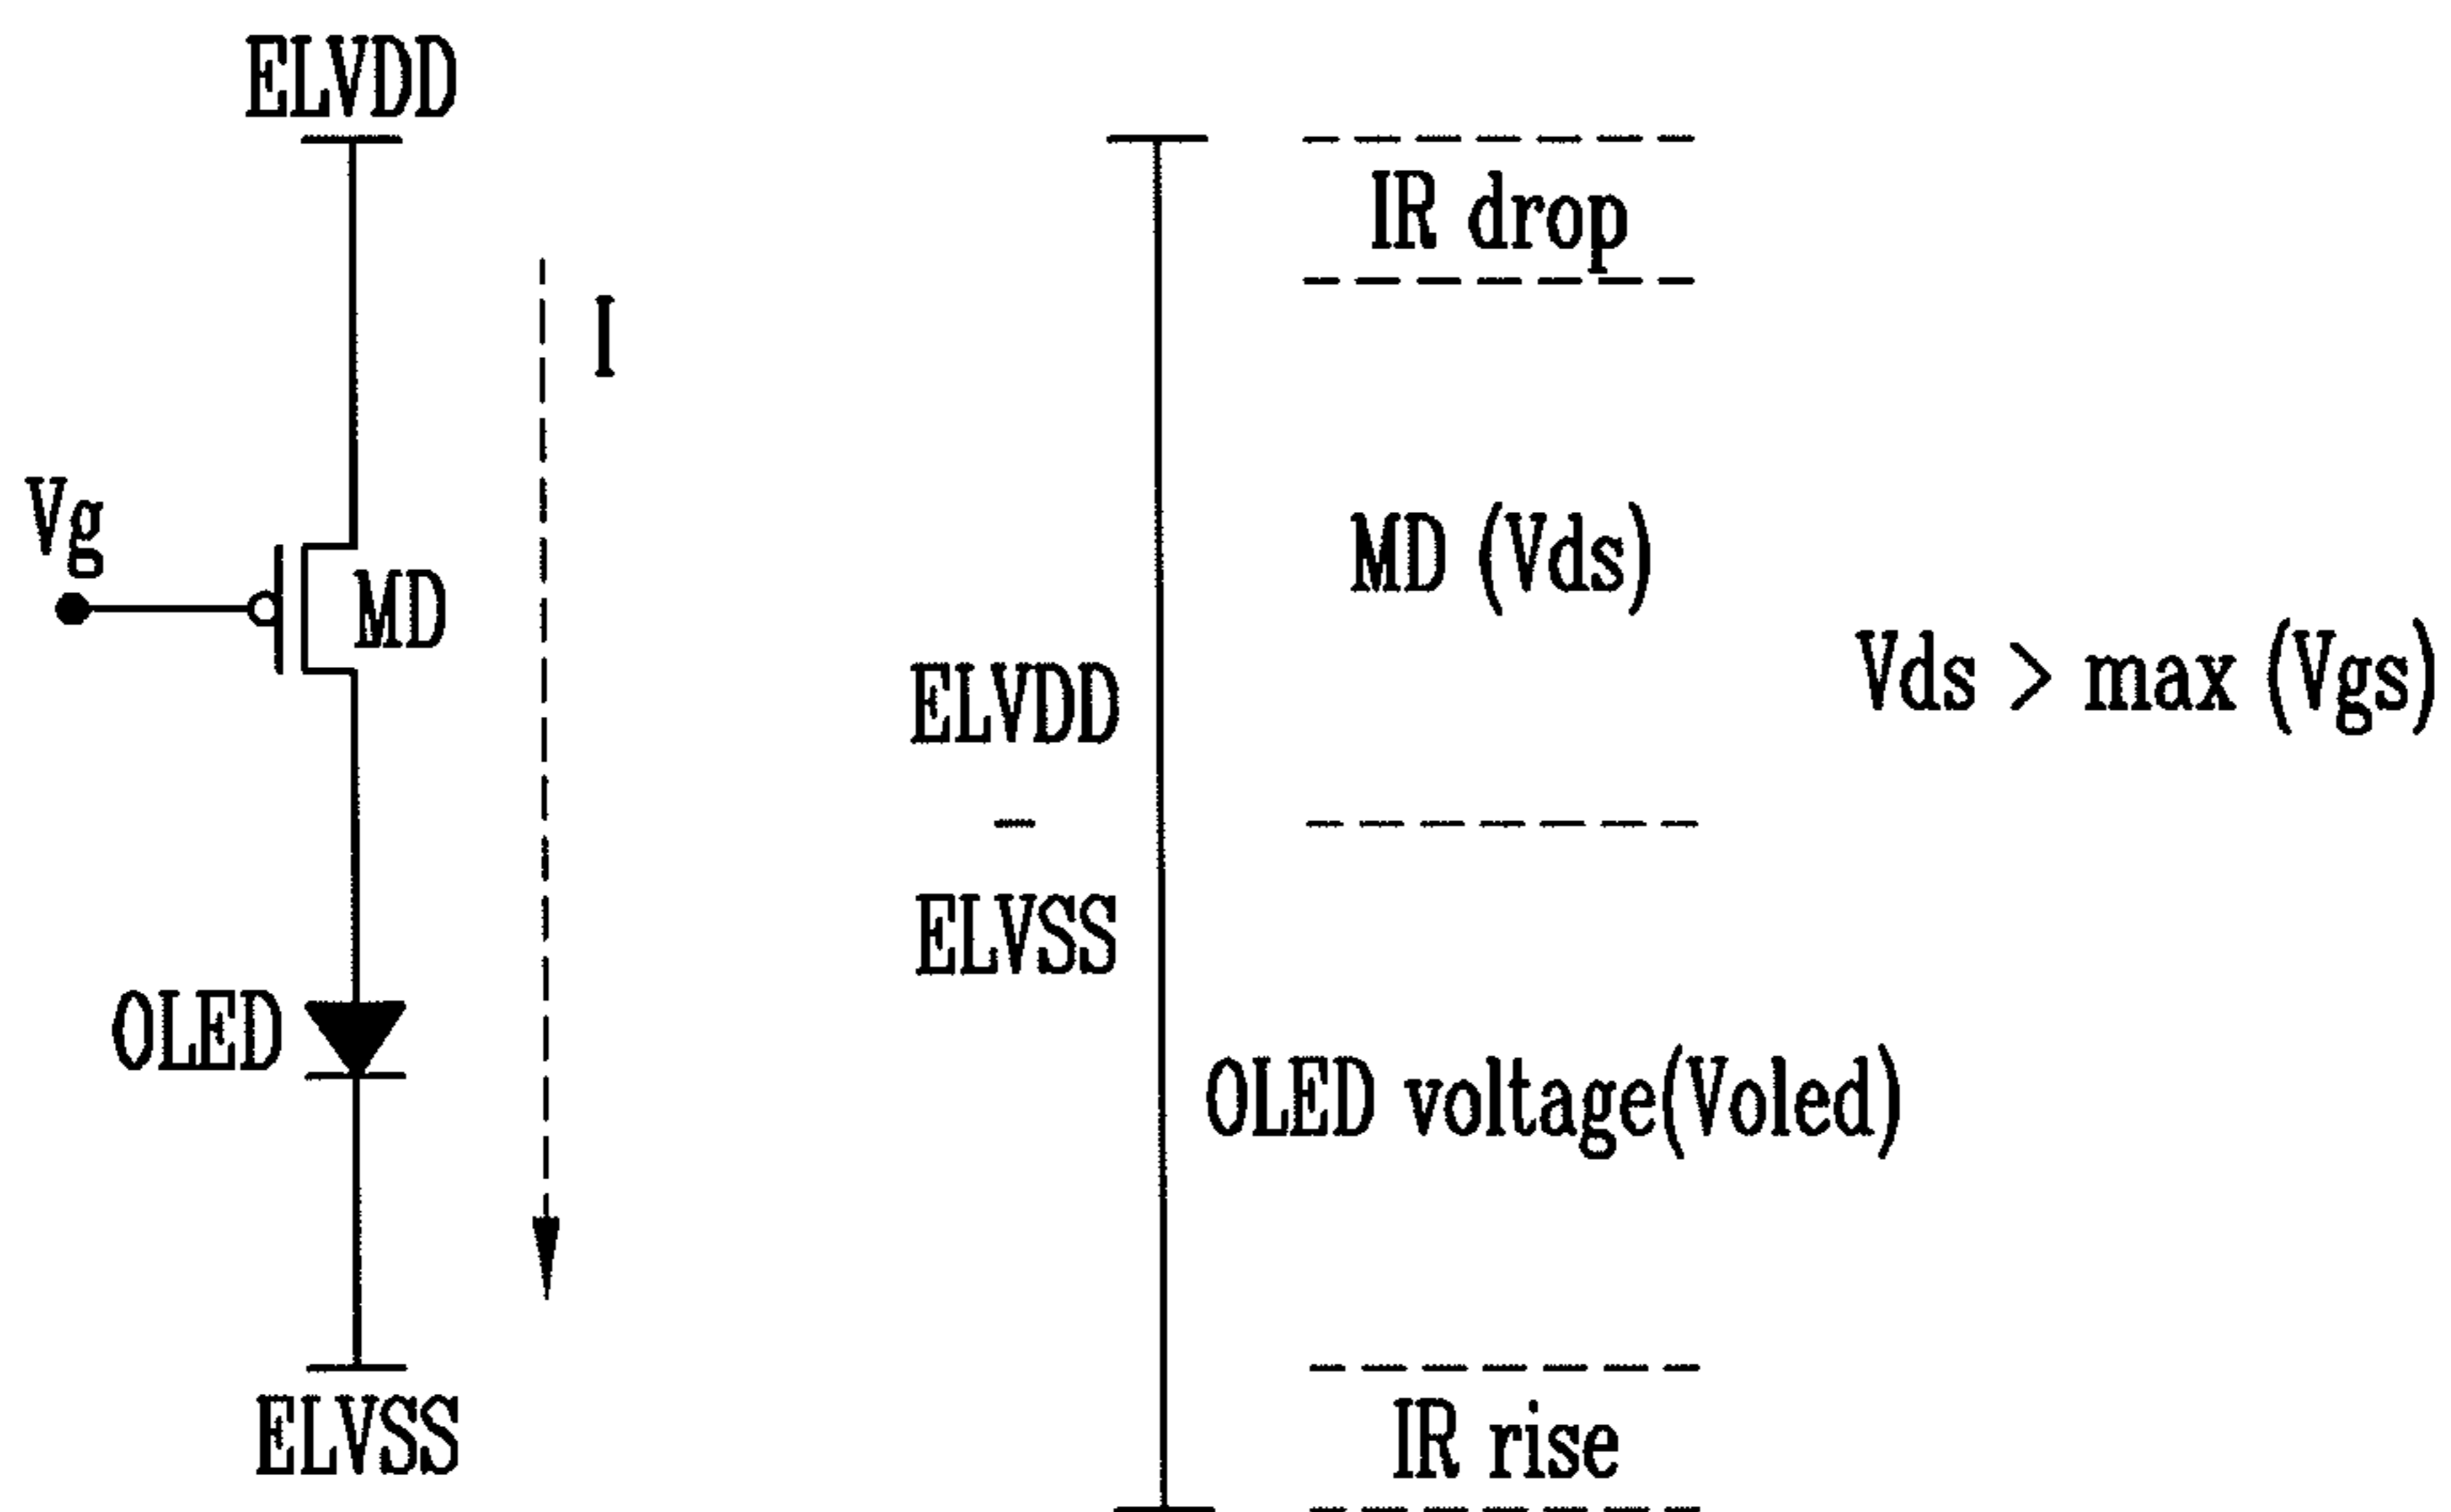 ELVDD
I
Vg
MD
OLED
ELVSS
IR drop
MD (Vds)
ELVDD
-
ELVSS
Vds > max (Vgs)
OLED voltage(Voled)
IR rise